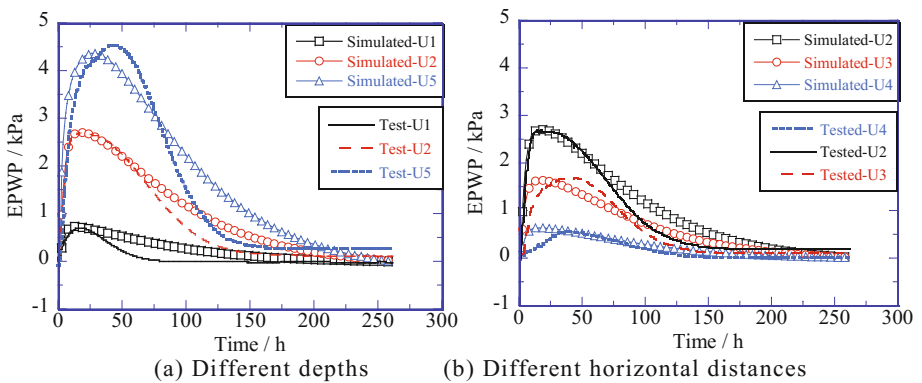 5
4
3
2
1
0
-1
EPWP / kPa
0
50
100
150
200
250
300
Time / h
Simulated-U1
Simulated-U2
Simulated-U5
Test-U1
Test-U2
Test-U5
(a) Different depths
5
4
3
2
1
0
-1
EPWP / kPa
0
50
100
150
200
250
300
Time / h
Simulated-U2
Simulated-U3
Simulated-U4
Tested-U4
Tested-U2
Tested-U3
(b) Different horizontal distances